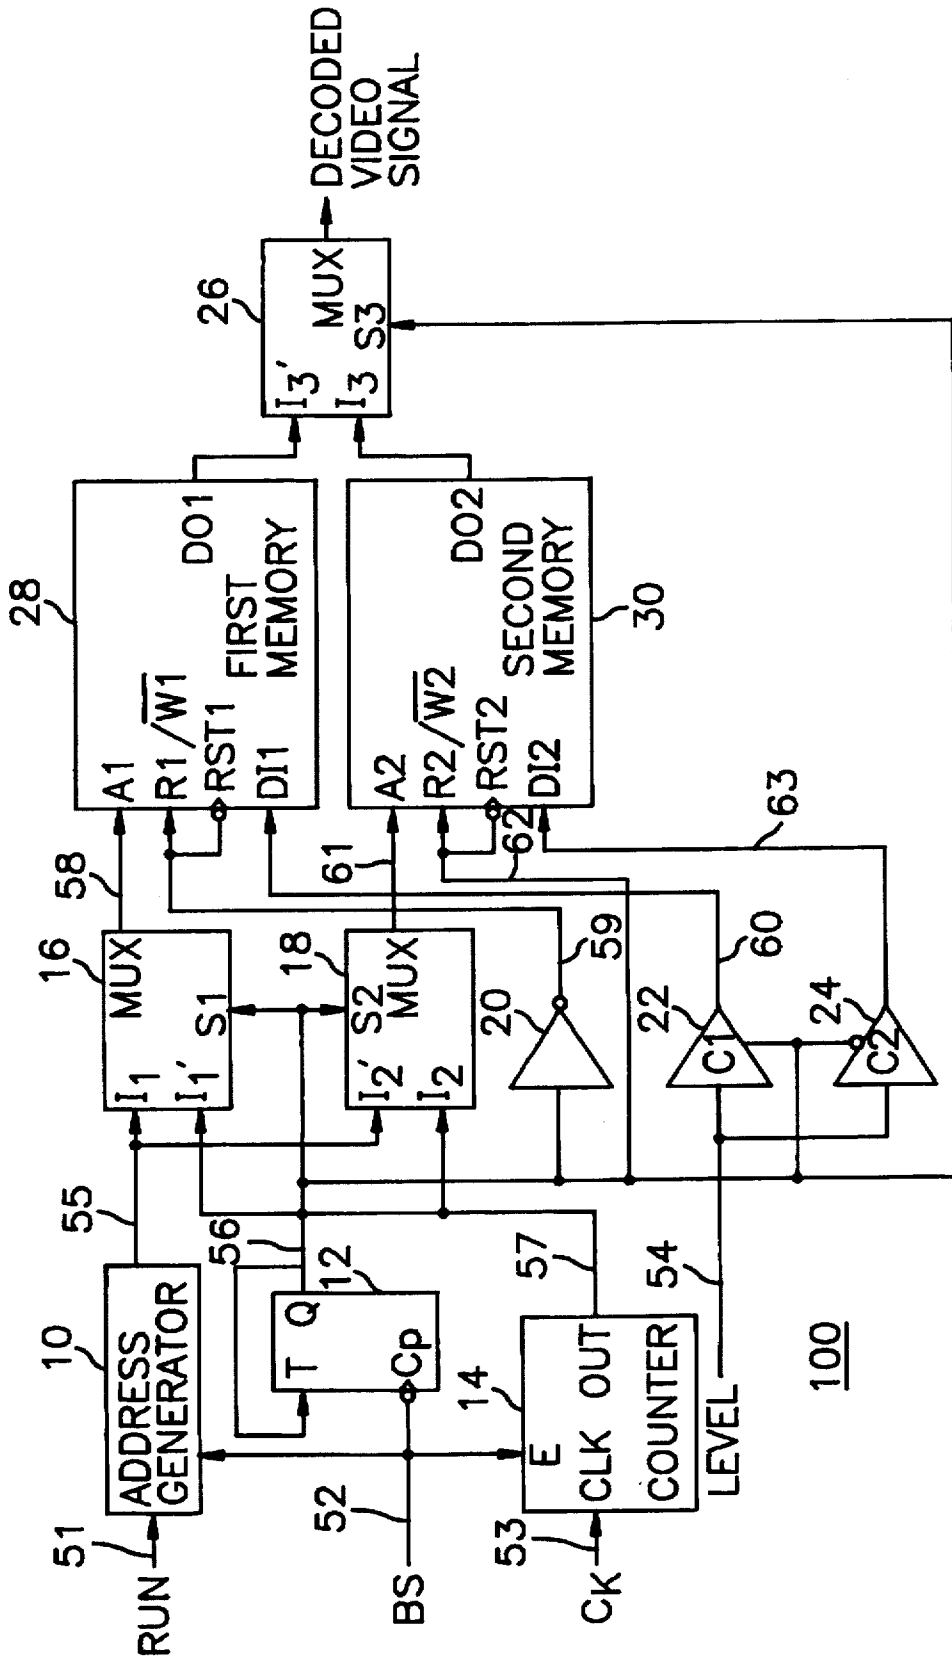 RUN
51
10
ADDRESS
GENERATOR
55
BS
52
56
T
Q
12
Cp
CK
53
14
E
CLK OUT
COUNTER
57
LEVEL
54
16
MUX
I1
I1'
S1
58
18
S2
MUX
I2'
I2
61
20
59
22
C1
60
24
C2
63
62
28
A1
R1/W̅1̅
RST1
DI1
DO1
FIRST
MEMORY
A2
R2/W̅2̅
RST2
DI2
DO2
SECOND
MEMORY
30
26
I3'
I3
MUX
S3
DECODED
VIDEO
SIGNAL
100